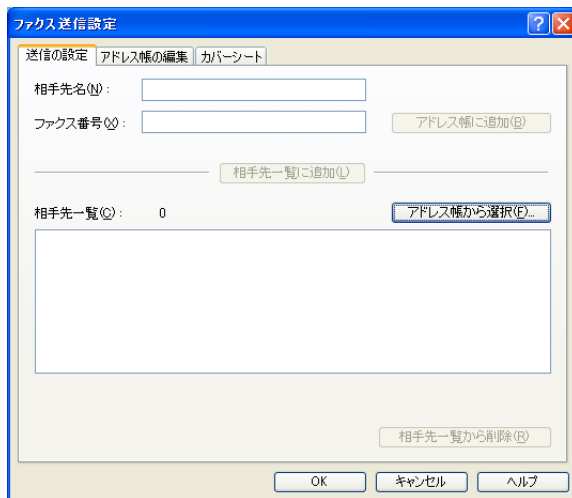 ファクス送信設定
送信の設定 アドレス帳の編集 カバーシート
相手先名(N):
ファクス番号(X): アドレス帳に追加(B)
相手先一覧に追加(L)
相手先一覧(C): 0 アドレス帳から選択(F)...
相手先一覧から削除(R)
OK キャンセル ヘルプ